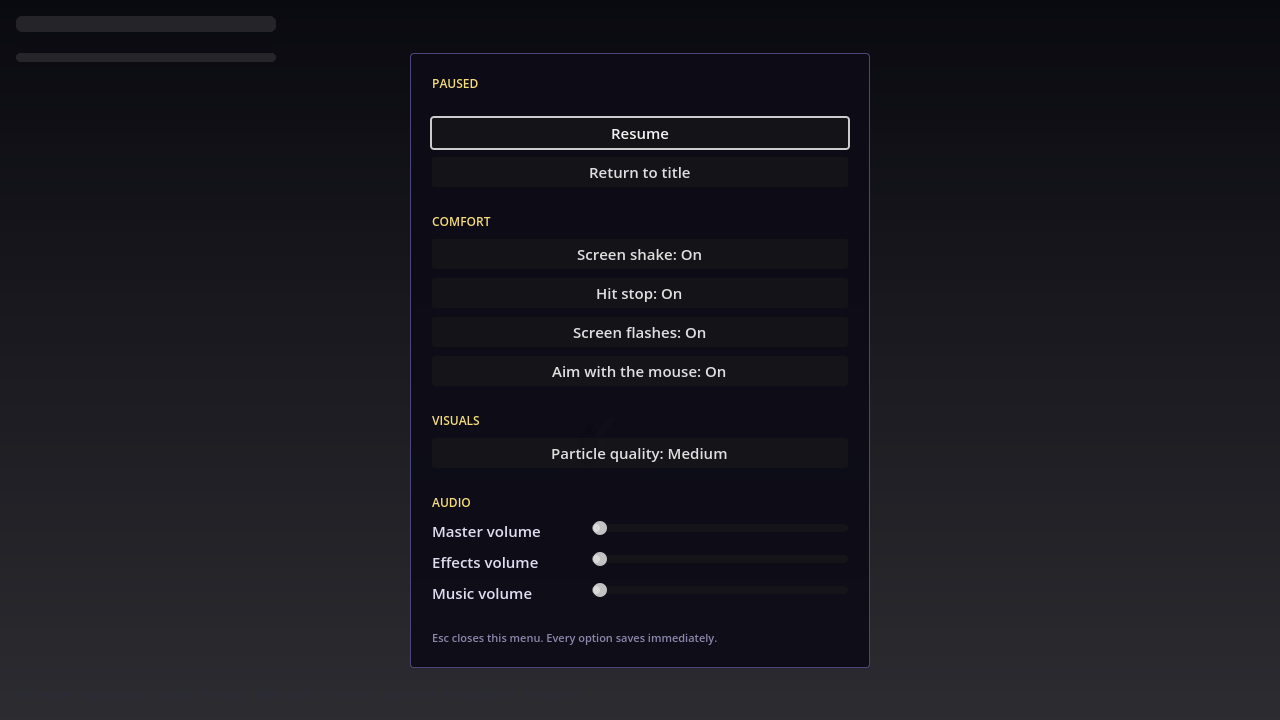 PAUSED
Resume
Return to title
COMFORT
Screen shake: On
Hit stop: On
Screen flashes: On
Aim with the mouse: On
VISUALS
Particle quality: Medium
AUDIO
Master volume
Effects volume
Music volume
Esc closes this menu. Every option saves immediately.